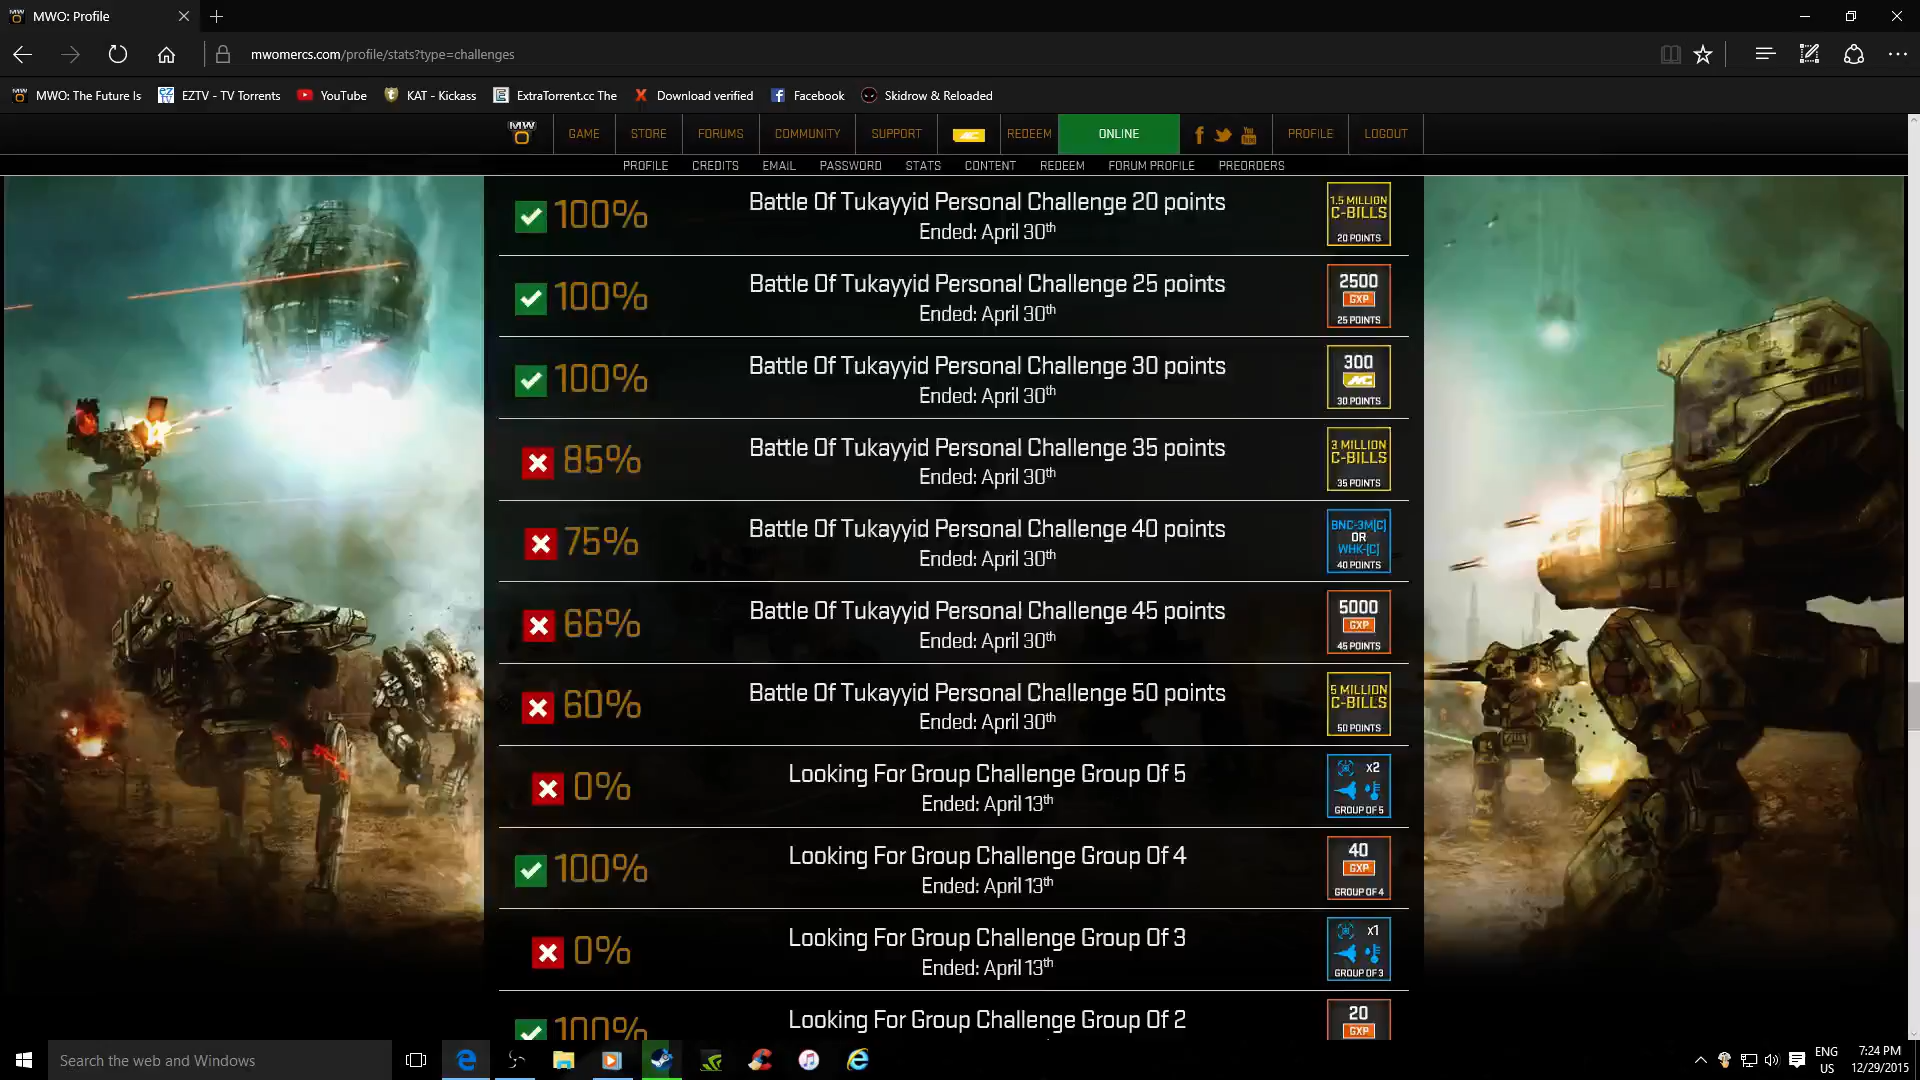 MWO: Profile
mwomercs.com/profile/stats?type=challenges
MWO: The Future Is EZTV - TV Torrents YouTube KAT - Kickass ExtraTorrent.cc The Download verified Facebook Skidrow & Reloaded
MW O GAME STORE FORUMS COMMUNITY SUPPORT MC REDEEM ONLINE PROFILE LOGOUT
PROFILE CREDITS EMAIL PASSWORD STATS CONTENT REDEEM FORUM PROFILE PREORDERS
100% Battle Of Tukayyid Personal Challenge 20 points
Ended: April 30th
1.5 MILLION
C-BILLS
20 POINTS
100% Battle Of Tukayyid Personal Challenge 25 points
Ended: April 30th
2500
GXP
25 POINTS
100% Battle Of Tukayyid Personal Challenge 30 points
Ended: April 30th
300
MC
30 POINTS
85% Battle Of Tukayyid Personal Challenge 35 points
Ended: April 30th
3 MILLION
C-BILLS
35 POINTS
75% Battle Of Tukayyid Personal Challenge 40 points
Ended: April 30th
BNC-3M(C)
OR
WHK-(C)
40 POINTS
66% Battle Of Tukayyid Personal Challenge 45 points
Ended: April 30th
5000
GXP
45 POINTS
60% Battle Of Tukayyid Personal Challenge 50 points
Ended: April 30th
5 MILLION
C-BILLS
50 POINTS
0% Looking For Group Challenge Group Of 5
Ended: April 13th
x2
GROUP OF 5
100% Looking For Group Challenge Group Of 4
Ended: April 13th
40
GXP
GROUP OF 4
0% Looking For Group Challenge Group Of 3
Ended: April 13th
x1
GROUP OF 3
100% Looking For Group Challenge Group Of 2
20
GXP
Search the web and Windows
ENG
US
7:24 PM
12/29/2015